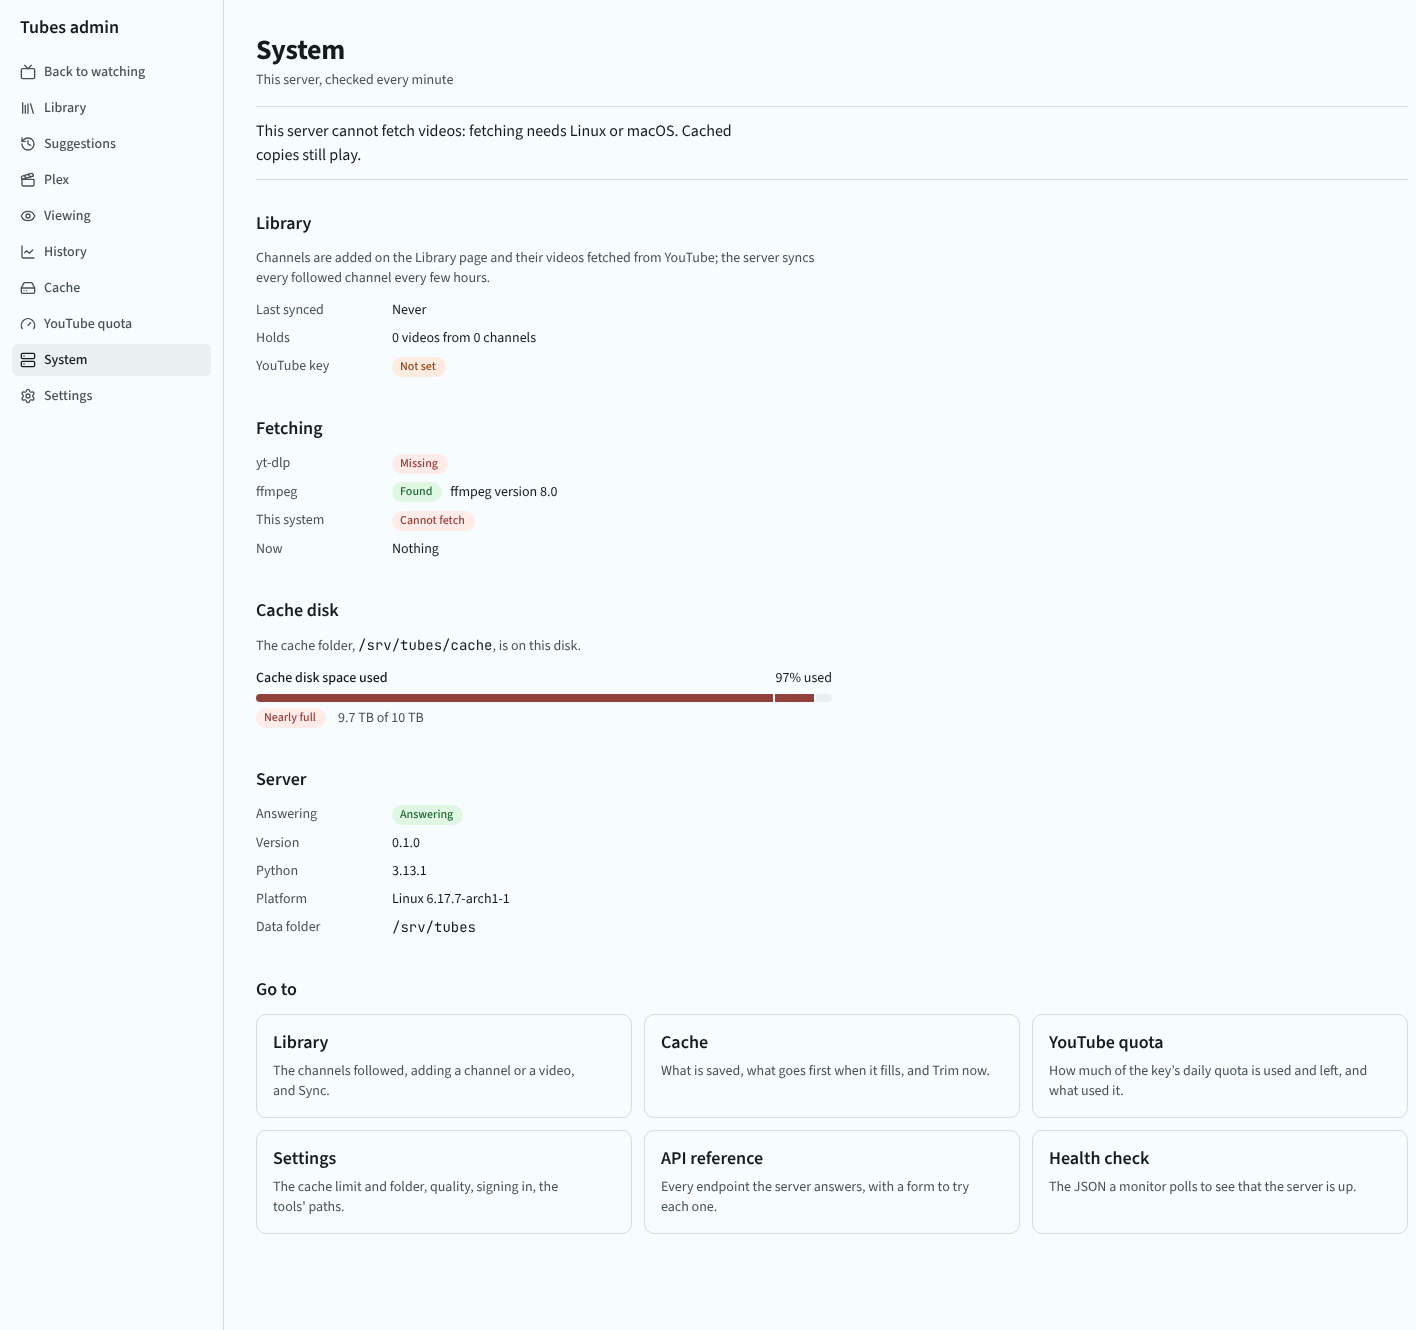 Tubes admin
Back to watching
Library
Suggestions
Plex
Viewing
History
Cache
YouTube quota
System
Settings
System
This server, checked every minute
This server cannot fetch videos: fetching needs Linux or macOS. Cached
copies still play.
Library
Channels are added on the Library page and their videos fetched from YouTube; the server syncs
every followed channel every few hours.
Last synced Never
Holds 0 videos from 0 channels
YouTube key Not set
Fetching
yt-dlp Missing
ffmpeg Found ffmpeg version 8.0
This system Cannot fetch
Now Nothing
Cache disk
The cache folder, /srv/tubes/cache, is on this disk.
Cache disk space used 97% used
Nearly full 9.7 TB of 10 TB
Server
Answering Answering
Version 0.1.0
Python 3.13.1
Platform Linux 6.17.7-arch1-1
Data folder /srv/tubes
Go to
Library
The channels followed, adding a channel or a video,
and Sync.
Cache
What is saved, what goes first when it fills, and Trim now.
YouTube quota
How much of the key’s daily quota is used and left, and
what used it.
Settings
The cache limit and folder, quality, signing in, the
tools' paths.
API reference
Every endpoint the server answers, with a form to try
each one.
Health check
The JSON a monitor polls to see that the server is up.